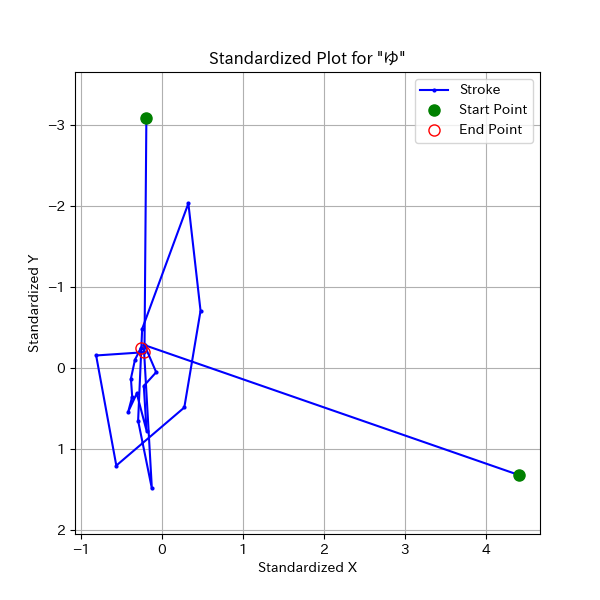 Standardized Plot for "ゆ"
Stroke
Start Point
End Point
Standardized Y
−3
−2
−1
0
1
2
−1 0 1 2 3 4
Standardized X